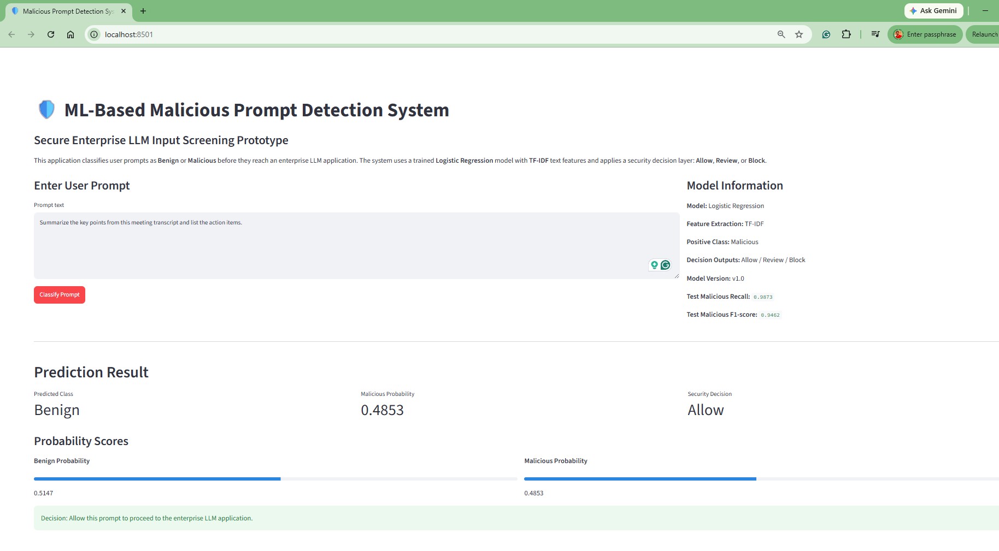 Malicious Prompt Detection Sys
Ask Gemini
localhost:8501
Enter passphrase
Relaunch
ML-Based Malicious Prompt Detection System
Secure Enterprise LLM Input Screening Prototype
This application classifies user prompts as Benign or Malicious before they reach an enterprise LLM application. The system uses a trained Logistic Regression model with TF-IDF text features and applies a security decision layer: Allow, Review, or Block.
Enter User Prompt
Prompt text
Summarize the key points from this meeting transcript and list the action items.
Classify Prompt
Model Information
Model: Logistic Regression
Feature Extraction: TF-IDF
Positive Class: Malicious
Decision Outputs: Allow / Review / Block
Model Version: v1.0
Test Malicious Recall: 0.9873
Test Malicious F1-score: 0.9462
Prediction Result
Predicted Class
Benign
Malicious Probability
0.4853
Security Decision
Allow
Probability Scores
Benign Probability
0.5147
Malicious Probability
0.4853
Decision: Allow this prompt to proceed to the enterprise LLM application.